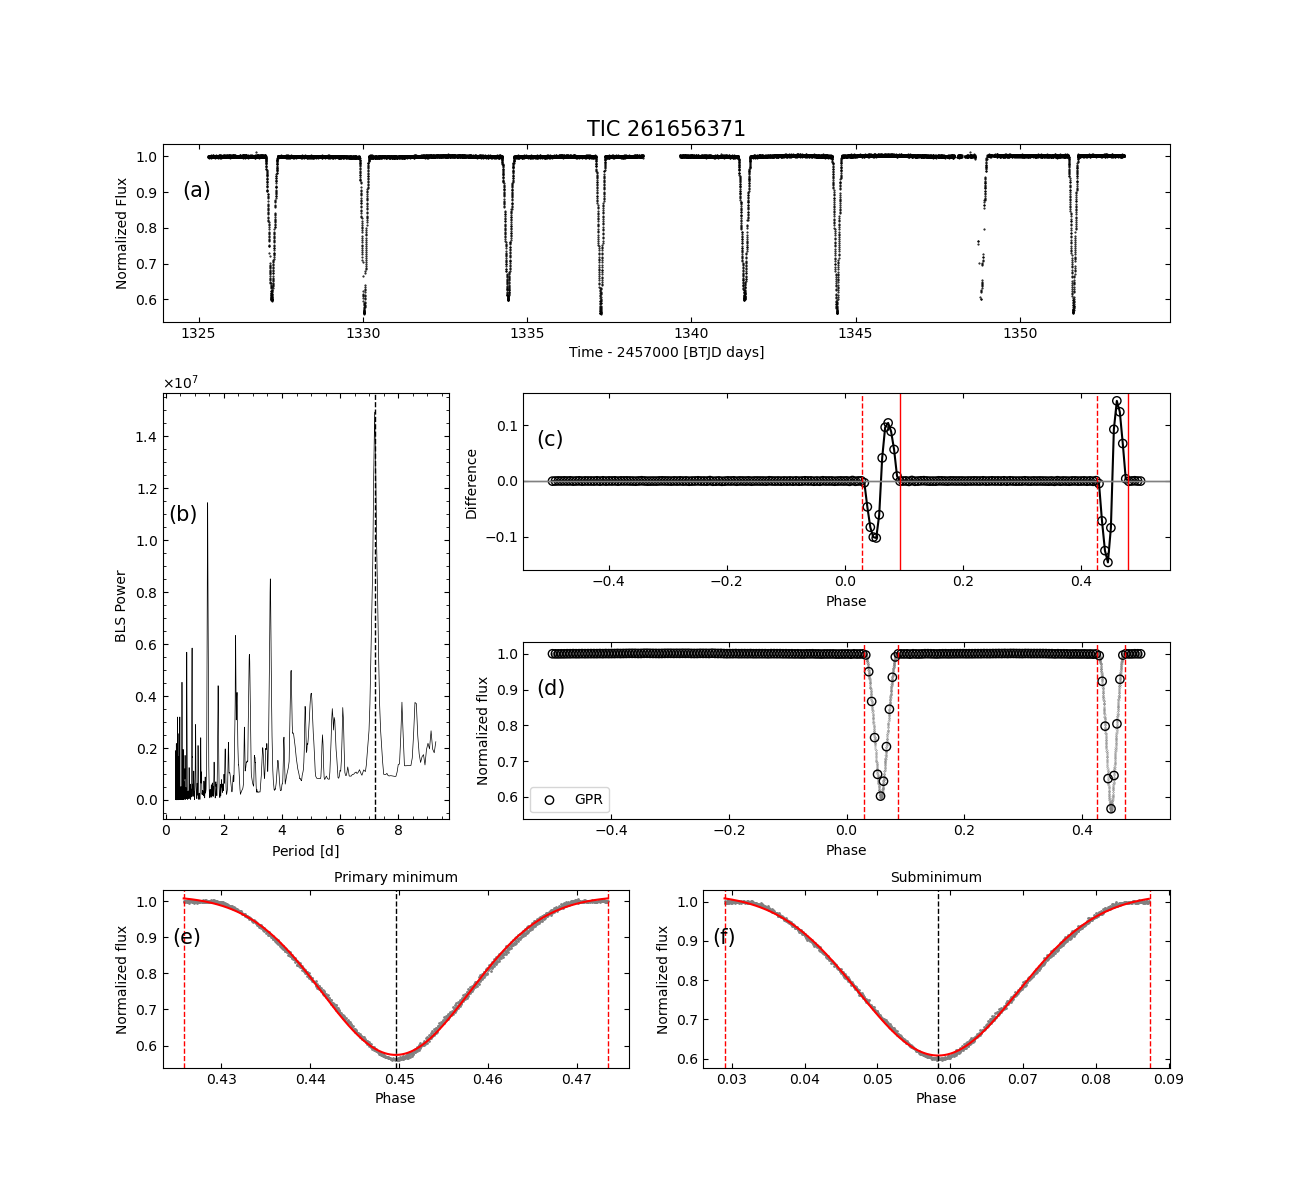 TIC 261656371
1.0
0.9
0.8
0.7
0.6
Normalized Flux
(a)
1325
1330
1335
1340
1345
1350
Time - 2457000 [BTJD days]
×10⁷
1.4
1.2
1.0
0.8
0.6
0.4
0.2
0.0
BLS Power
(b)
0
2
4
6
8
Period [d]
0.1
0.0
−0.1
Difference
(c)
−0.4
−0.2
0.0
0.2
0.4
Phase
1.0
0.9
0.8
0.7
0.6
Normalized flux
(d)
GPR
−0.4
−0.2
0.0
0.2
0.4
Phase
Primary minimum
1.0
0.9
0.8
0.7
0.6
Normalized flux
(e)
0.43
0.44
0.45
0.46
0.47
Phase
Subminimum
1.0
0.9
0.8
0.7
0.6
Normalized flux
(f)
0.03
0.04
0.05
0.06
0.07
0.08
0.09
Phase